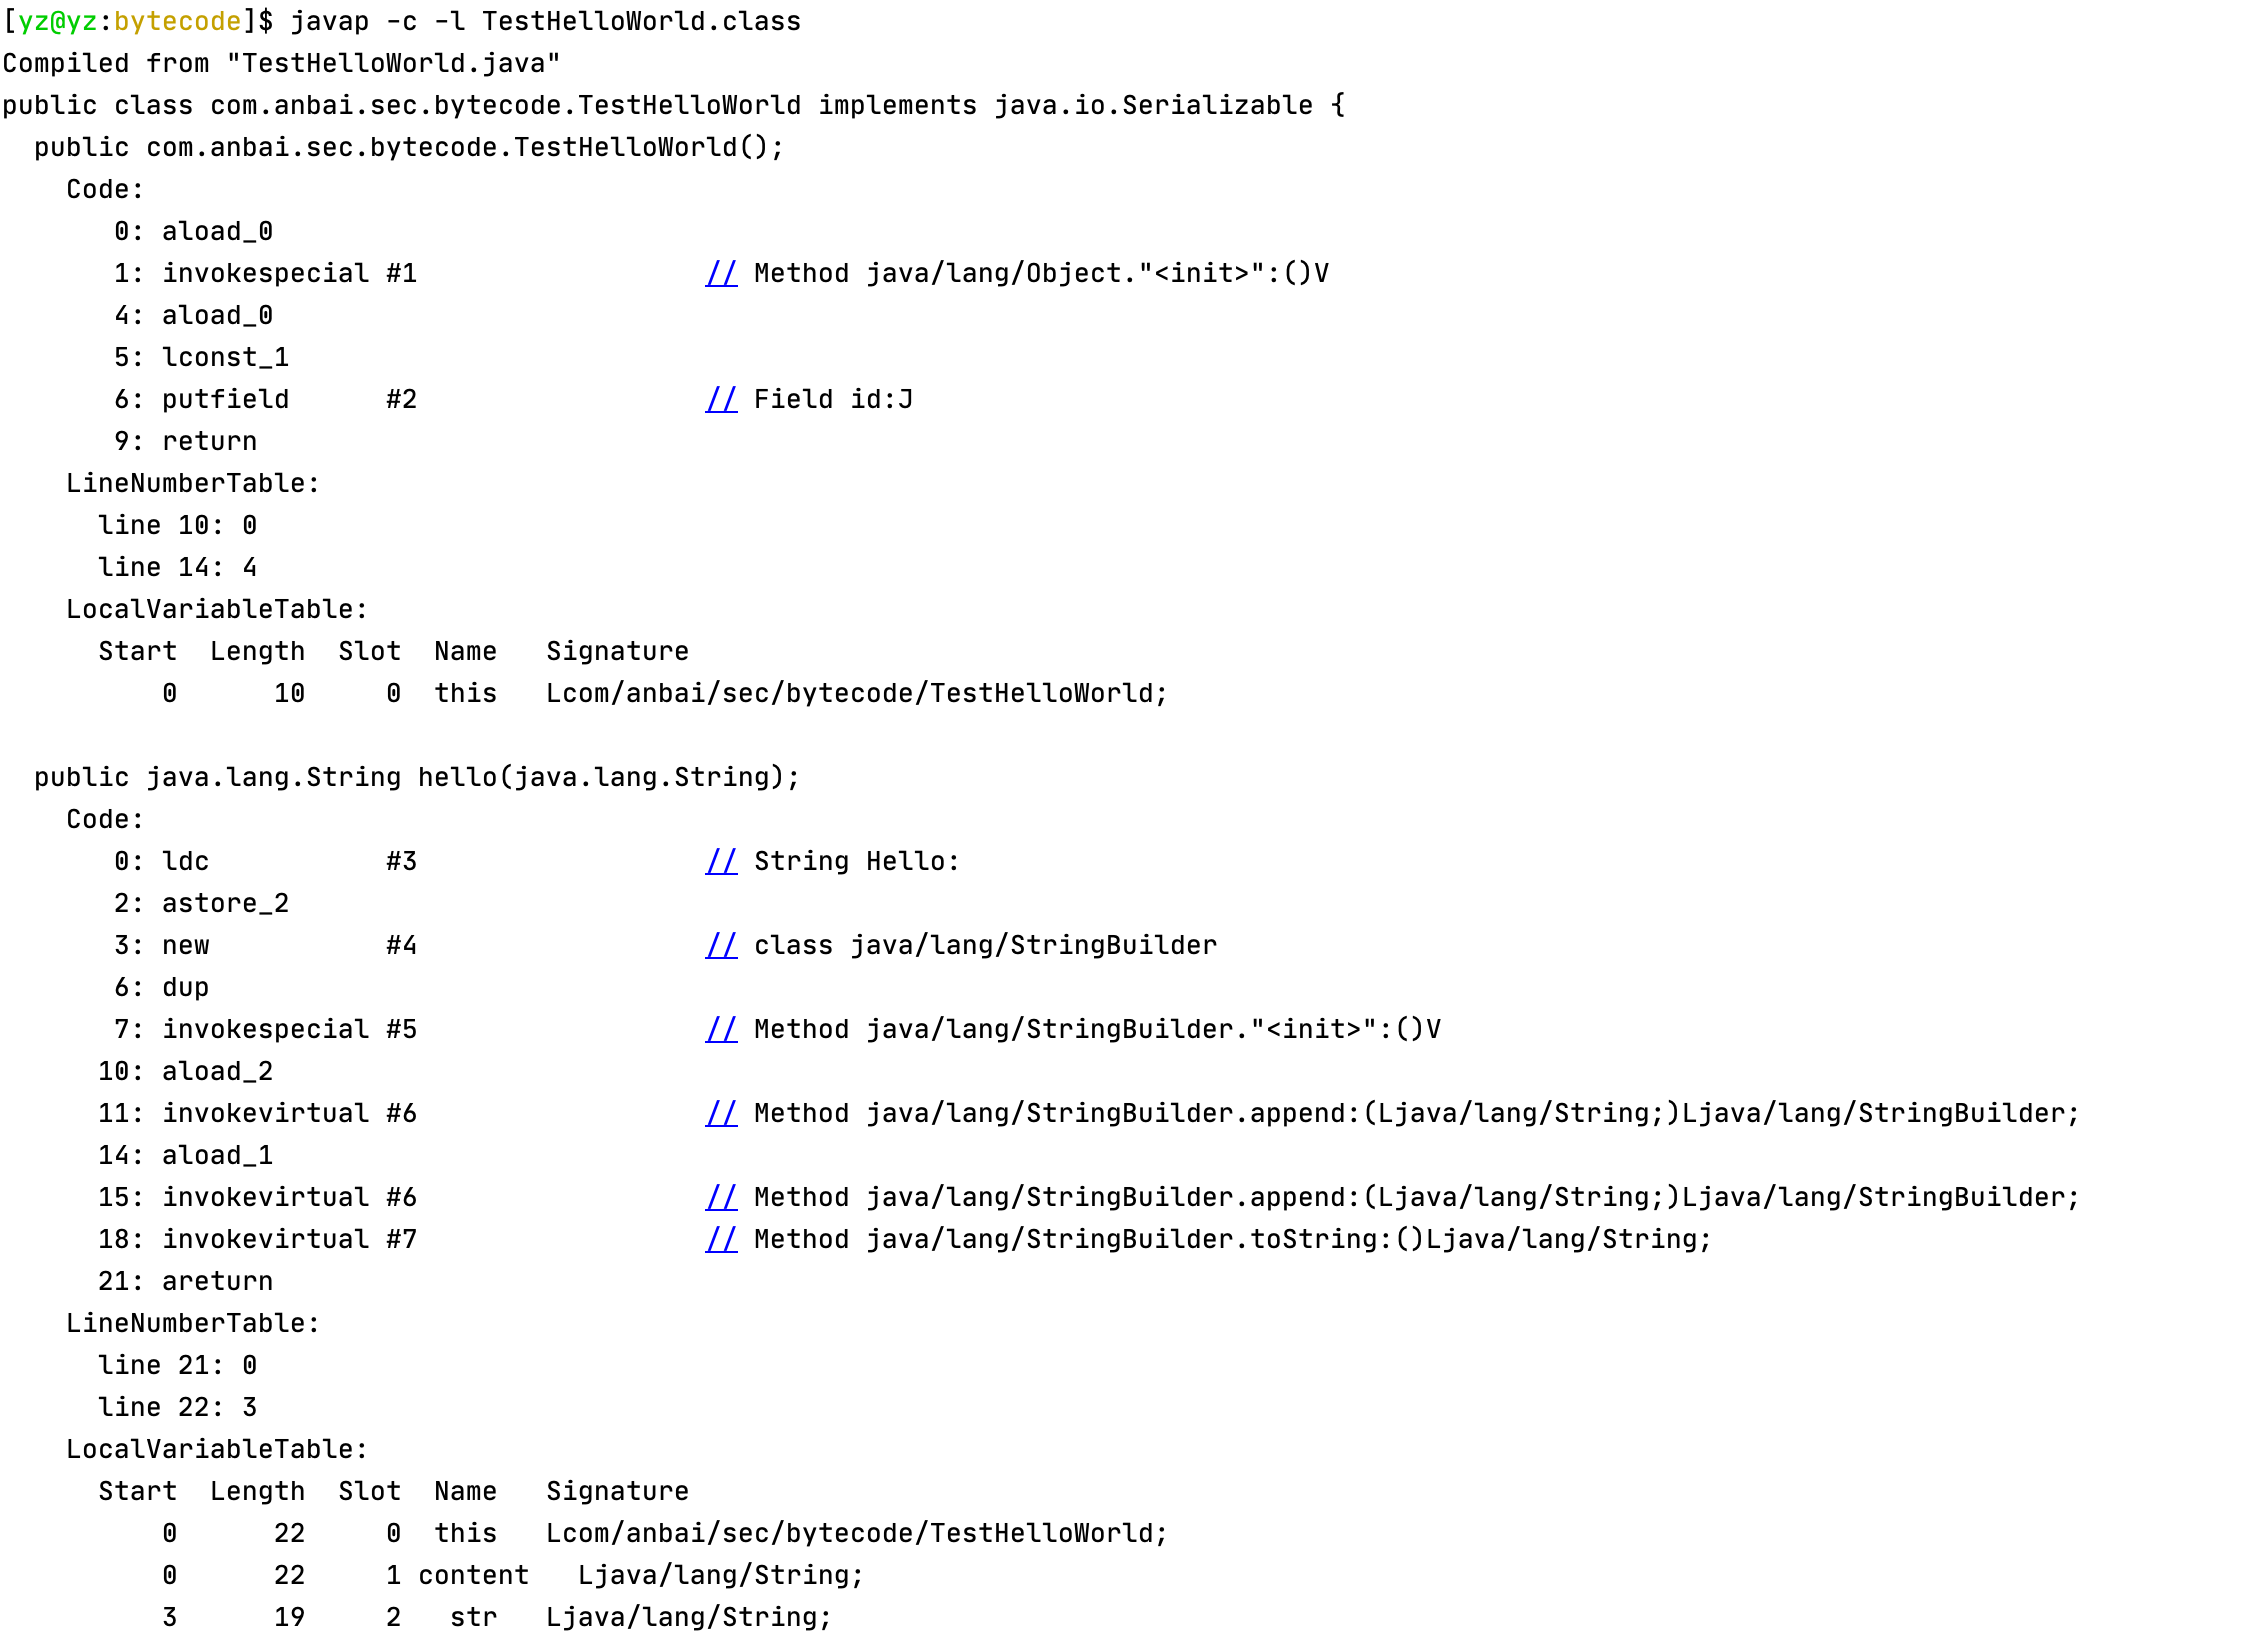 [yz@yz:bytecode]$ javap -c -l TestHelloWorld.class
Compiled from "TestHelloWorld.java"
public class com.anbai.sec.bytecode.TestHelloWorld implements java.io.Serializable {
  public com.anbai.sec.bytecode.TestHelloWorld();
    Code:
       0: aload_0
       1: invokespecial #1                  // Method java/lang/Object."<init>":()V
       4: aload_0
       5: lconst_1
       6: putfield      #2                  // Field id:J
       9: return
    LineNumberTable:
      line 10: 0
      line 14: 4
    LocalVariableTable:
      Start  Length  Slot  Name   Signature
          0      10     0  this   Lcom/anbai/sec/bytecode/TestHelloWorld;

  public java.lang.String hello(java.lang.String);
    Code:
       0: ldc           #3                  // String Hello:
       2: astore_2
       3: new           #4                  // class java/lang/StringBuilder
       6: dup
       7: invokespecial #5                  // Method java/lang/StringBuilder."<init>":()V
      10: aload_2
      11: invokevirtual #6                  // Method java/lang/StringBuilder.append:(Ljava/lang/String;)Ljava/lang/StringBuilder;
      14: aload_1
      15: invokevirtual #6                  // Method java/lang/StringBuilder.append:(Ljava/lang/String;)Ljava/lang/StringBuilder;
      18: invokevirtual #7                  // Method java/lang/StringBuilder.toString:()Ljava/lang/String;
      21: areturn
    LineNumberTable:
      line 21: 0
      line 22: 3
    LocalVariableTable:
      Start  Length  Slot  Name   Signature
          0      22     0  this   Lcom/anbai/sec/bytecode/TestHelloWorld;
          0      22     1 content   Ljava/lang/String;
          3      19     2   str   Ljava/lang/String;